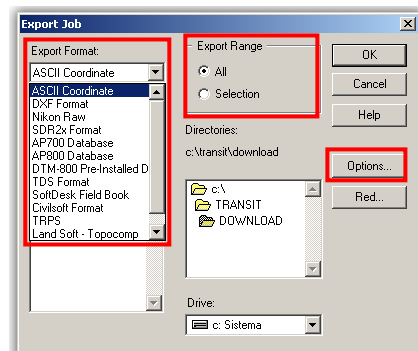 Export Job
Export Format:
ASCII Coordinate
ASCII Coordinate
DXF Format
Nikon Raw
SDR2x Format
AP700 Database
AP800 Database
DTM-800 Pre-Installed D
TDS Format
SoftDesk Field Book
Civilsoft Format
TRPS
Land Soft - Topocomp
Export Range
All
Selection
Directories:
c:\transit\download
c:\
TRANSIT
DOWNLOAD
Drive:
c: Sistema
OK
Cancel
Help
Options...
Red...